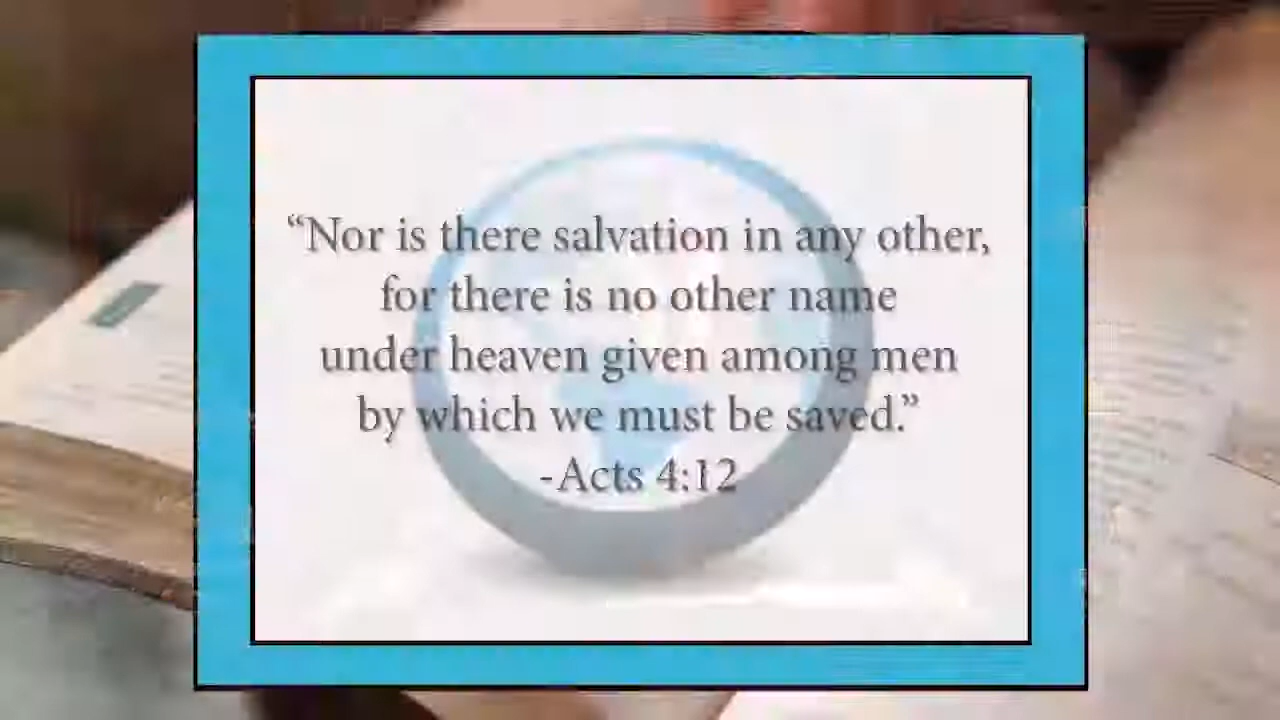 “Nor is there salvation in any other,
for there is no other name
under heaven given among men
by which we must be saved.”
-Acts 4:12